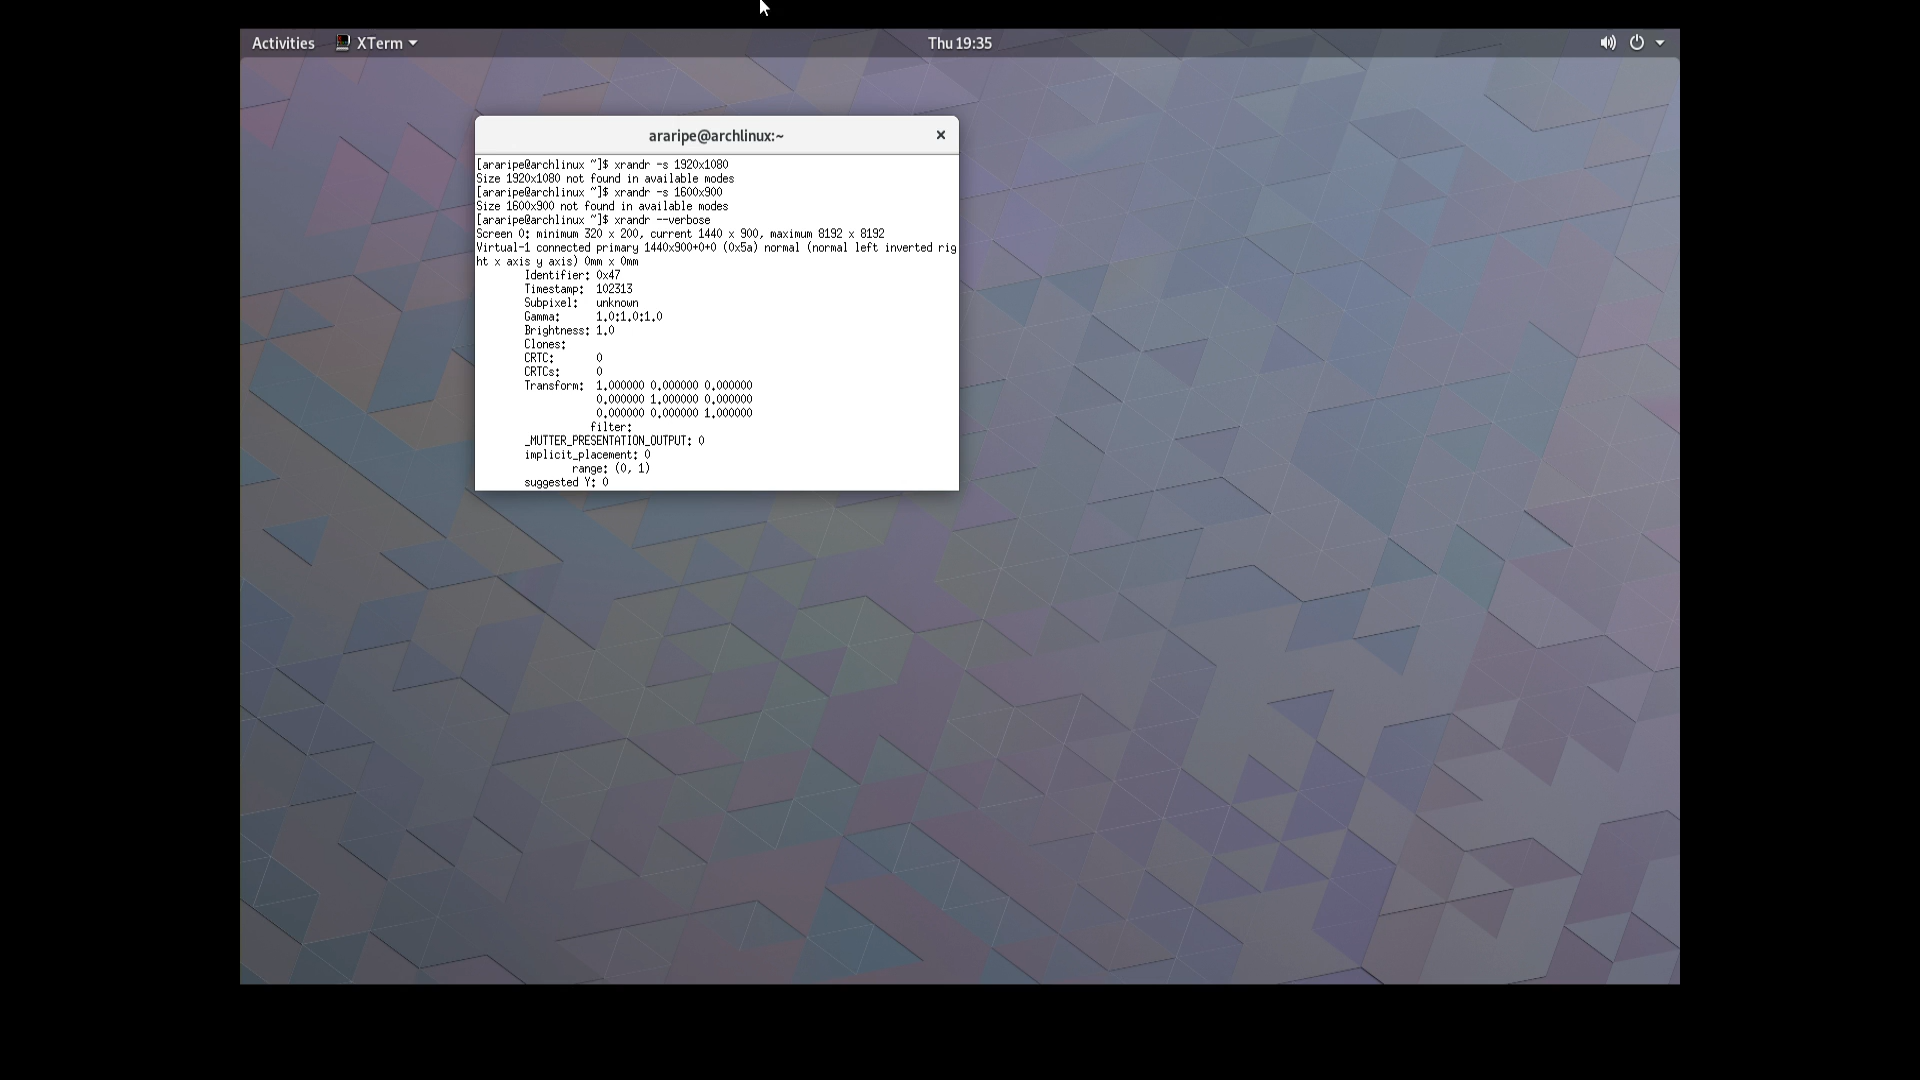 Activities XTerm Thu 19:35
araripe@archlinux:~
[araripe@archlinux ~]$ xrandr -s 1920x1080
Size 1920x1080 not found in available modes
[araripe@archlinux ~]$ xrandr -s 1600x900
Size 1600x900 not found in available modes
[araripe@archlinux ~]$ xrandr --verbose
Screen 0: minimum 320 x 200, current 1440 x 900, maximum 8192 x 8192
Virtual-1 connected primary 1440x900+0+0 (0x5a) normal (normal left inverted rig
ht x axis y axis) 0mm x 0mm
Identifier: 0x47
Timestamp: 102313
Subpixel: unknown
Gamma: 1.0:1.0:1.0
Brightness: 1.0
Clones:
CRTC: 0
CRTCs: 0
Transform: 1.000000 0.000000 0.000000
0.000000 1.000000 0.000000
0.000000 0.000000 1.000000
filter:
_MUTTER_PRESENTATION_OUTPUT: 0
implicit_placement: 0
range: (0, 1)
suggested Y: 0